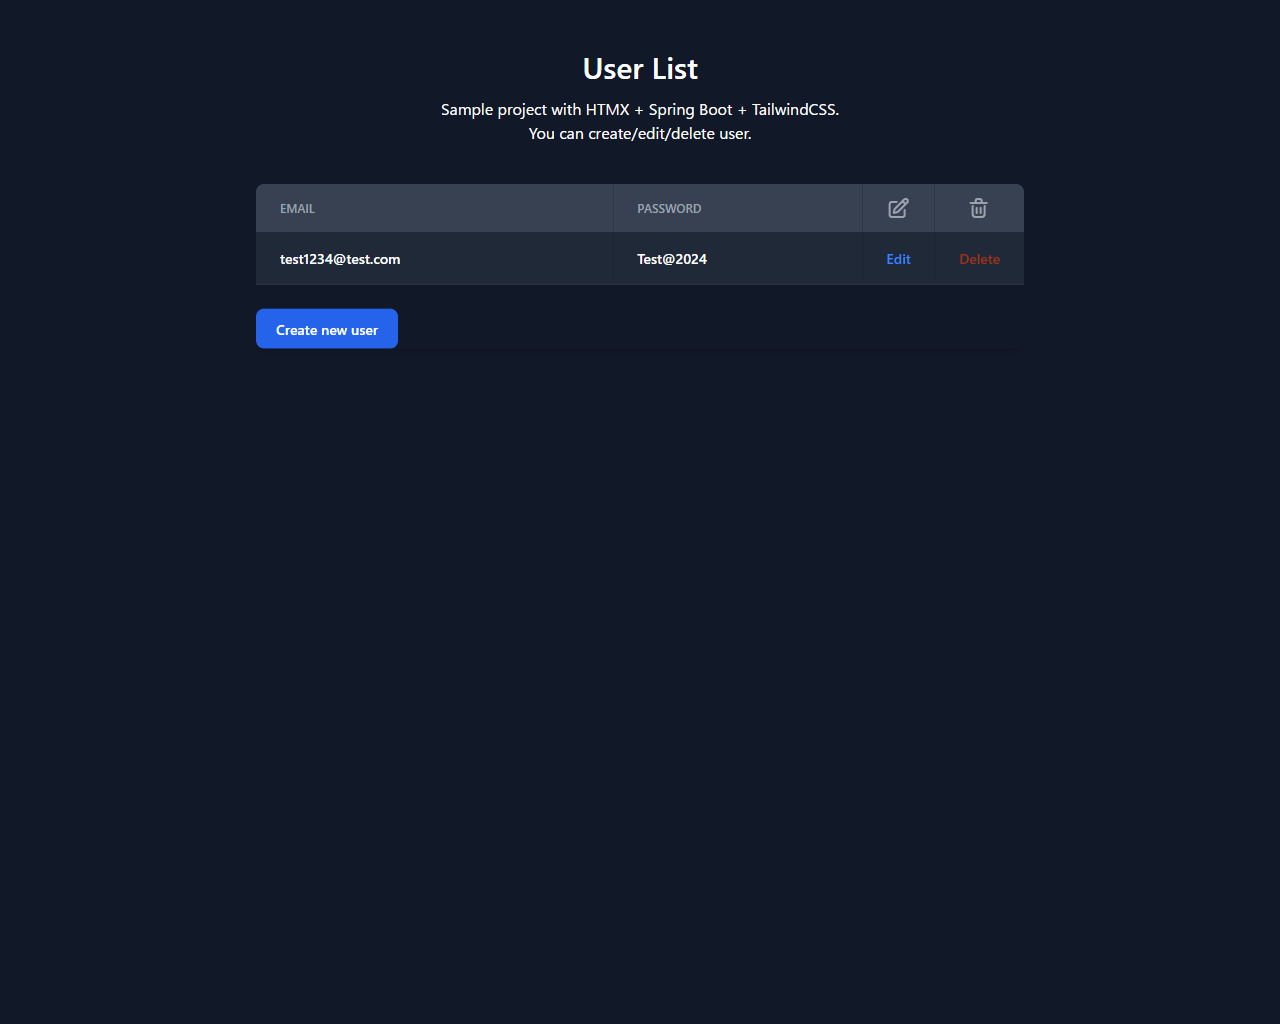 User List
Sample project with HTMX + Spring Boot + TailwindCSS.
You can create/edit/delete user.
EMAIL PASSWORD
test1234@test.com Test@2024 Edit Delete
Create new user